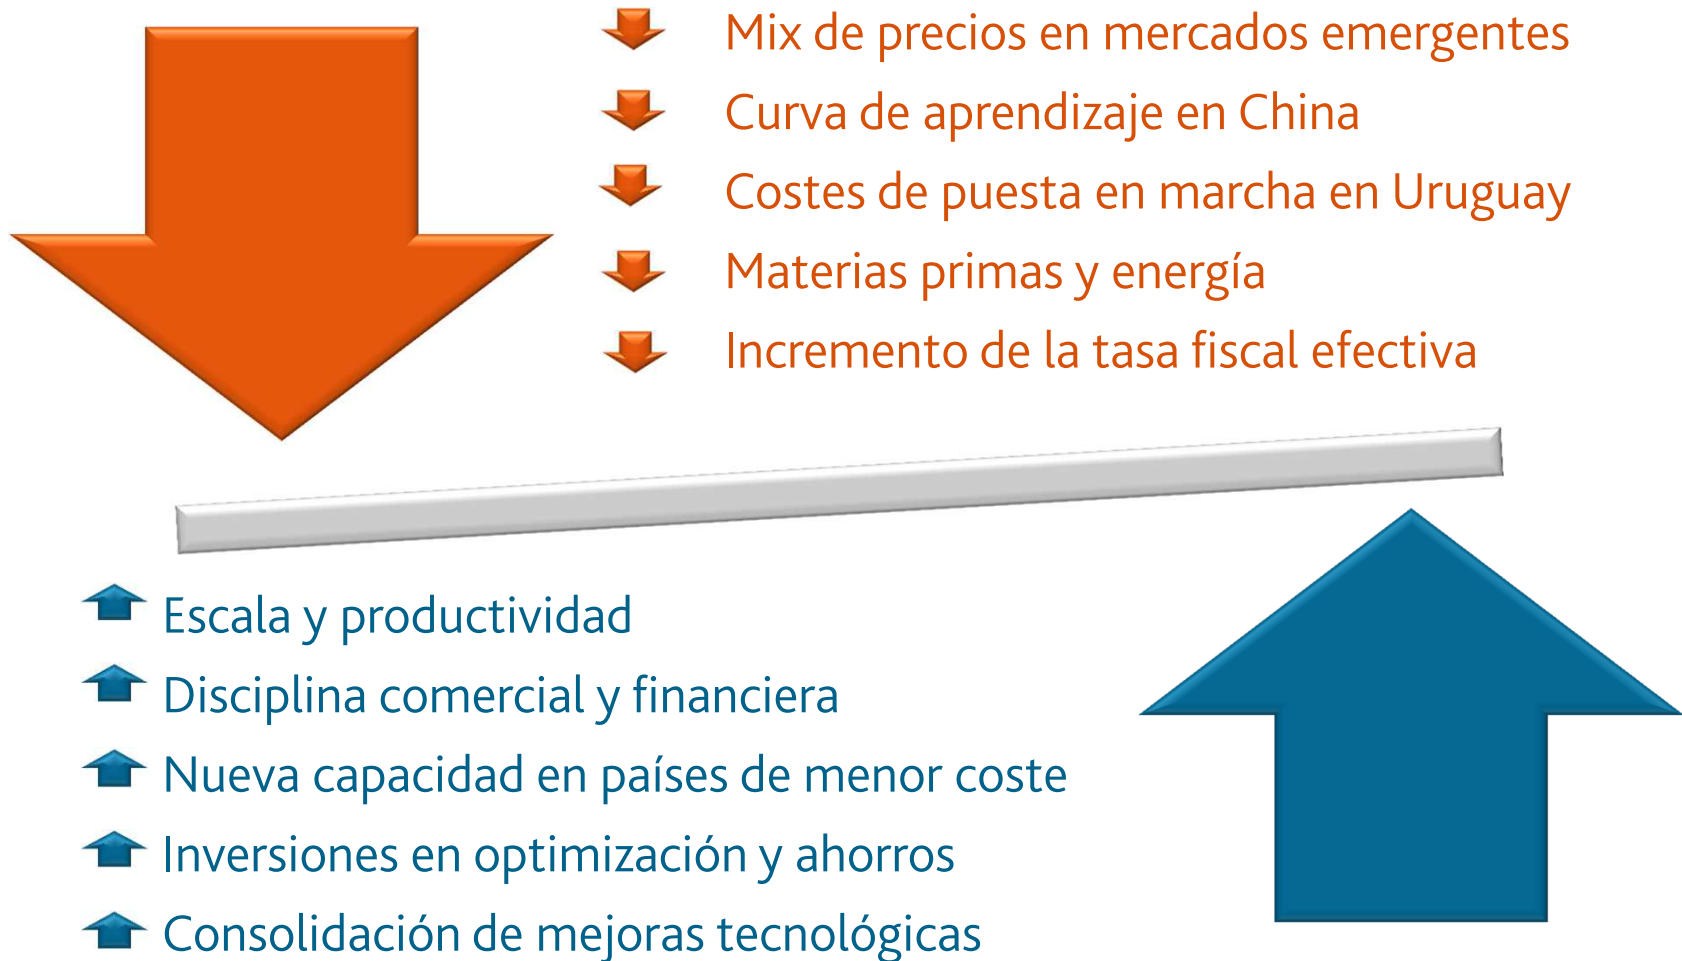 Mix de precios en mercados emergentes
Curva de aprendizaje en China
Costes de puesta en marcha en Uruguay
Materias primas y energía
Incremento de la tasa fiscal efectiva
Escala y productividad
Disciplina comercial y financiera
Nueva capacidad en países de menor coste
Inversiones en optimización y ahorros
Consolidación de mejoras tecnológicas